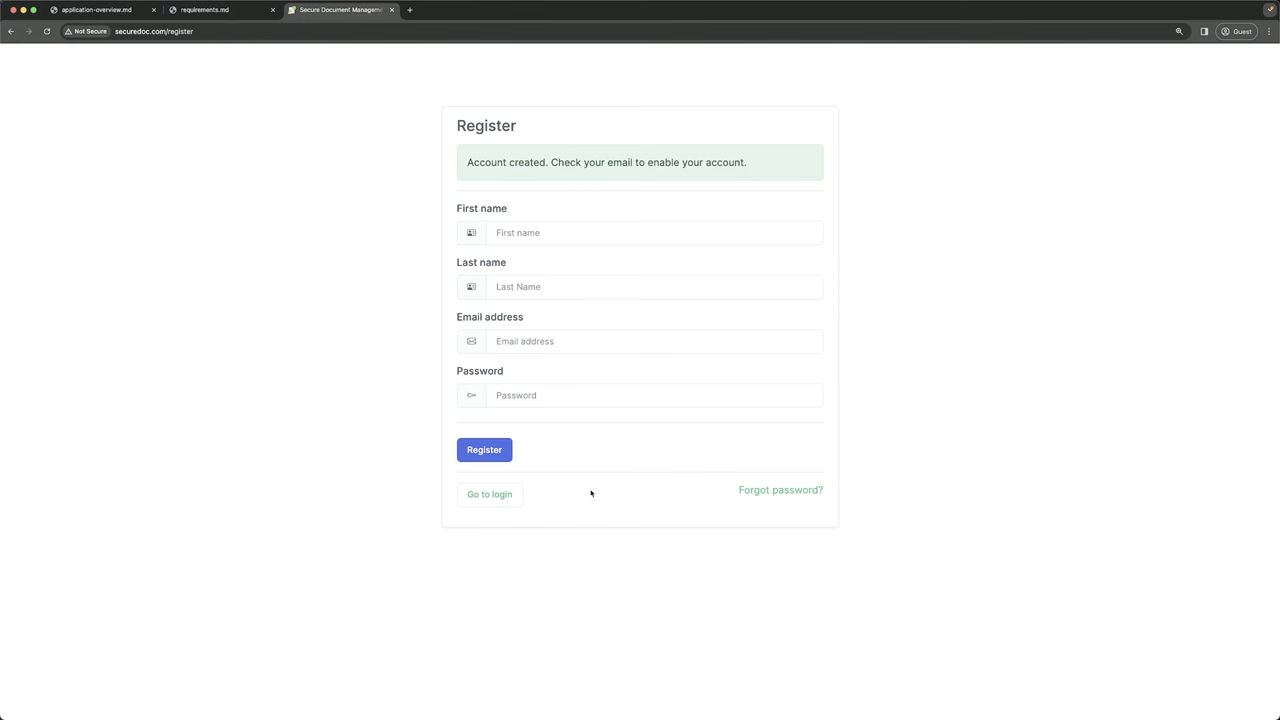 application-overview.md
requirements.md
Secure Document Managem
Not Secure
securedoc.com/register
Guest
Register
Account created. Check your email to enable your account.
First name
First name
Last name
Last Name
Email address
Email address
Password
Password
Register
Go to login
Forgot password?